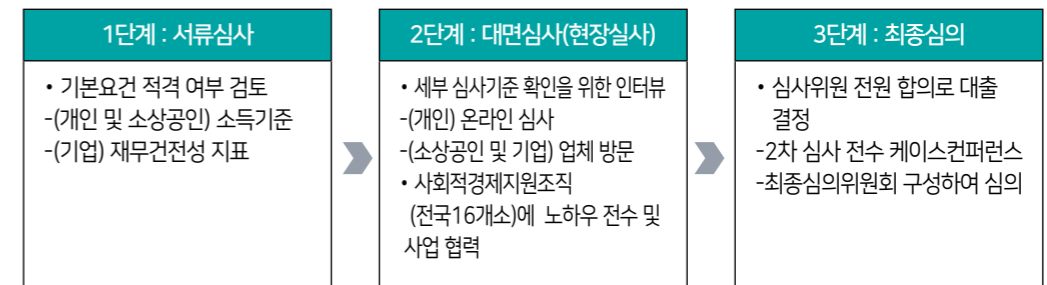 1단계 : 서류심사
• 기본요건 적격 여부 검토
-(개인 및 소상공인) 소득기준
-(기업) 재무건전성 지표
2단계 : 대면심사(현장실사)
• 세부 심사기준 확인을 위한 인터뷰
-(개인) 온라인 심사
-(소상공인 및 기업) 업체 방문
• 사회적경제지원조직
(전국16개소)에 노하우 전수 및
사업 협력
3단계 : 최종심의
• 심사위원 전원 합의로 대출
결정
-2차 심사 전수 케이스컨퍼런스
-최종심의위원회 구성하여 심의